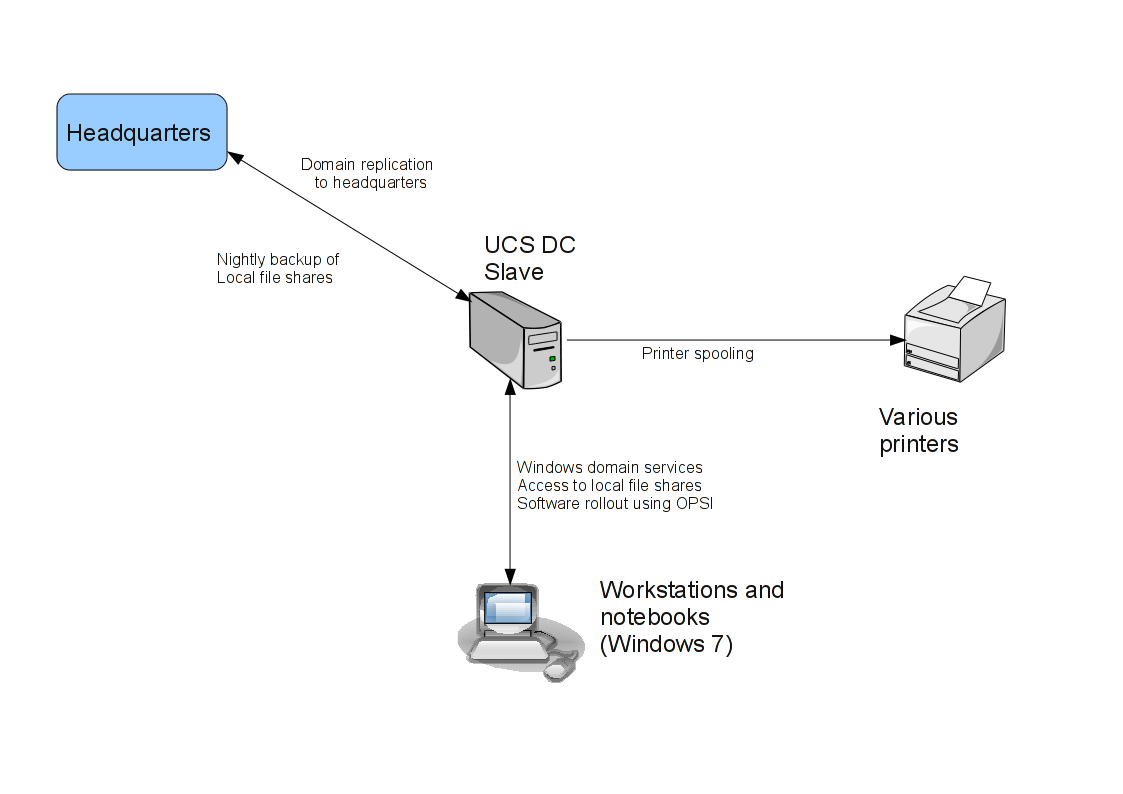 Headquarters
Domain replication
to headquarters
Nightly backup of
Local file shares
UCS DC
Slave
Printer spooling
Various
printers
Windows domain services
Access to local file shares
Software rollout using OPSI
Workstations and
notebooks
(Windows 7)